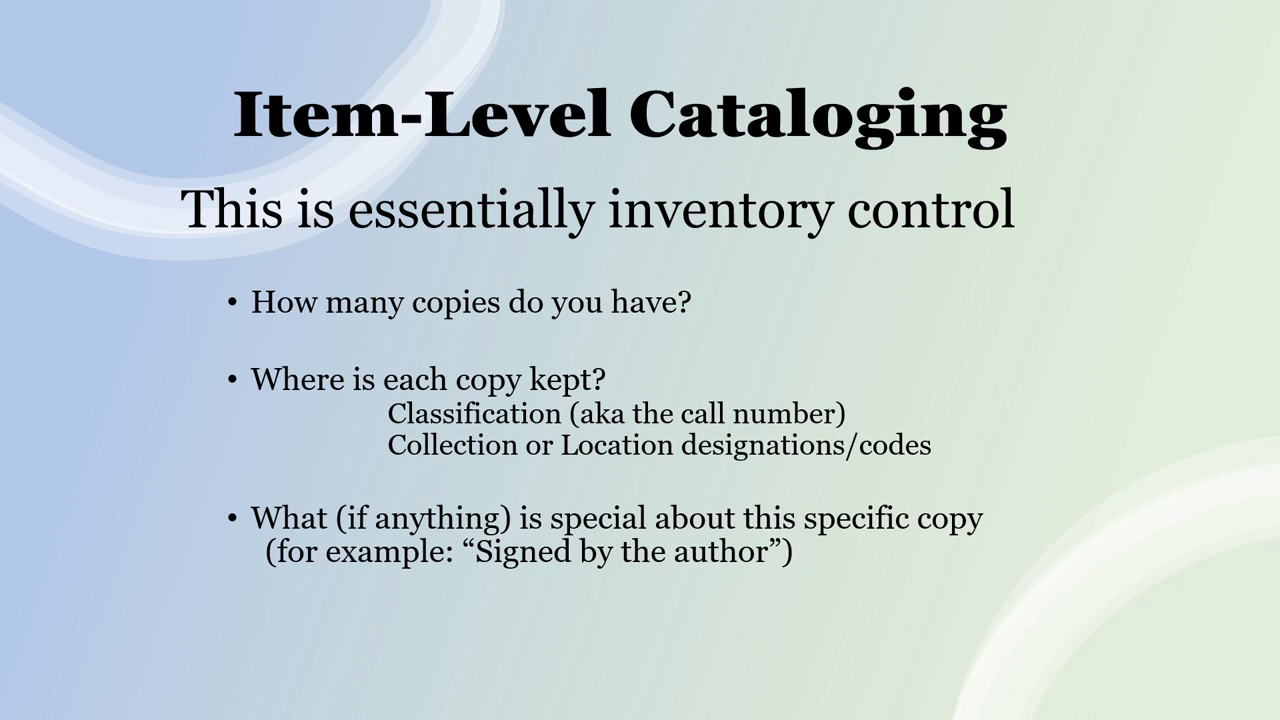 Item-Level Cataloging
This is essentially inventory control
• How many copies do you have?
• Where is each copy kept?
Classification (aka the call number)
Collection or Location designations/codes
• What (if anything) is special about this specific copy
(for example: “Signed by the author”)